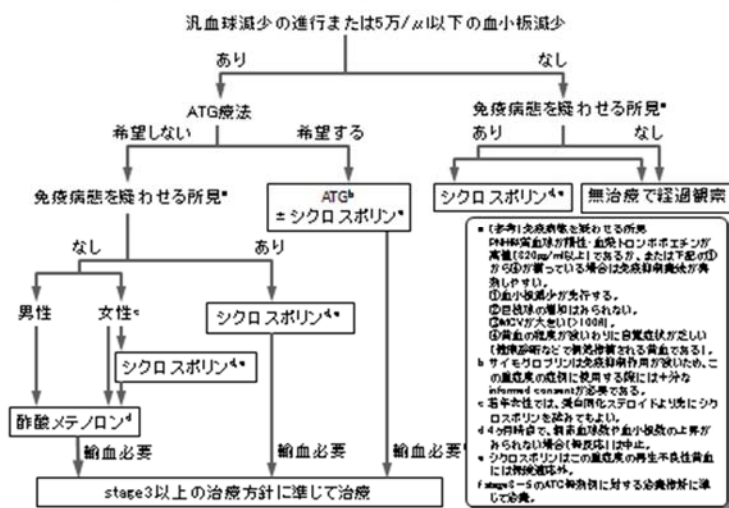 汎血球減少の進行または5万/μl以下の血小板減少
あり
なし
ATG療法
免疫病態を疑わせる所見a
希望しない
希望する
あり
なし
免疫病態を疑わせる所見a
ATGb
±シクロスポリンe
シクロスポリンd,e
無治療で経過観察
なし
あり
男性
女性c
シクロスポリンd,e
シクロスポリンd,e
酢酸メテノロンd
輸血必要
輸血必要
輸血必要
stage3以上の治療方針に準じて治療
a (参考)免疫病態を疑わせる所見
PNH型血球が陽性・血漿トロンボポエチンが
高値(320pg/ml以上)であるか、または下記の①
から④が揃っている場合は免疫抑制療法が奏
効しやすい。
①血小板減少が先行する。
②巨核球の増加はみられない。
③MCVが大きい(>100fl)。
④貧血の程度が強いわりに自覚症状が乏しい
(健康診断などで偶然指摘される貧血である)。
b サイモグロブリンは免疫抑制作用が強いため、こ
の重症度の症例に使用する際には十分な
informed consentが必要である。
c 若年女性では、蛋白同化ステロイドより先にシク
ロスポリンを試みてもよい。
d 4ヶ月時点で、網赤血球数や血小板数の上昇
がみられない場合(無反応)は中止。
e シクロスポリンはこの重症度の再生不良性貧血
には保険適応外。
f stage3−5のATG無効例に対する治療指針に準
じて治療。